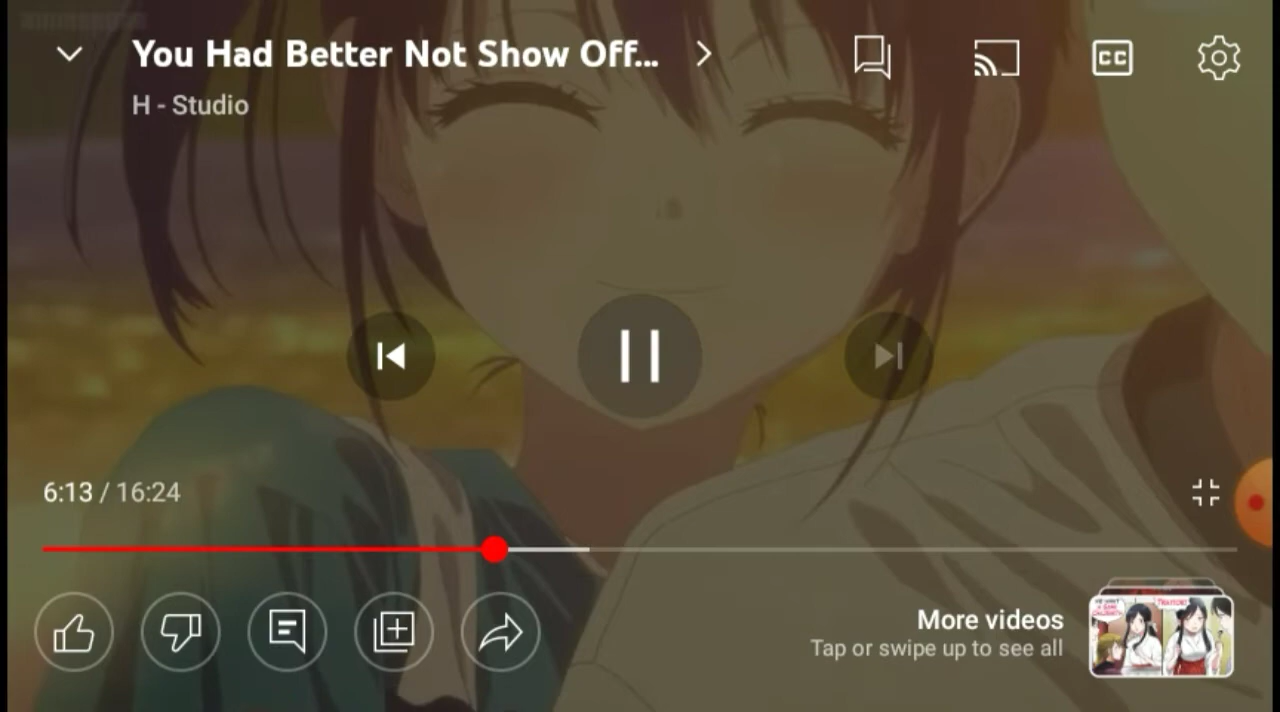 You Had Better Not Show Off...
H - Studio
CC
6:13 / 16:24
More videos
Tap or swipe up to see all